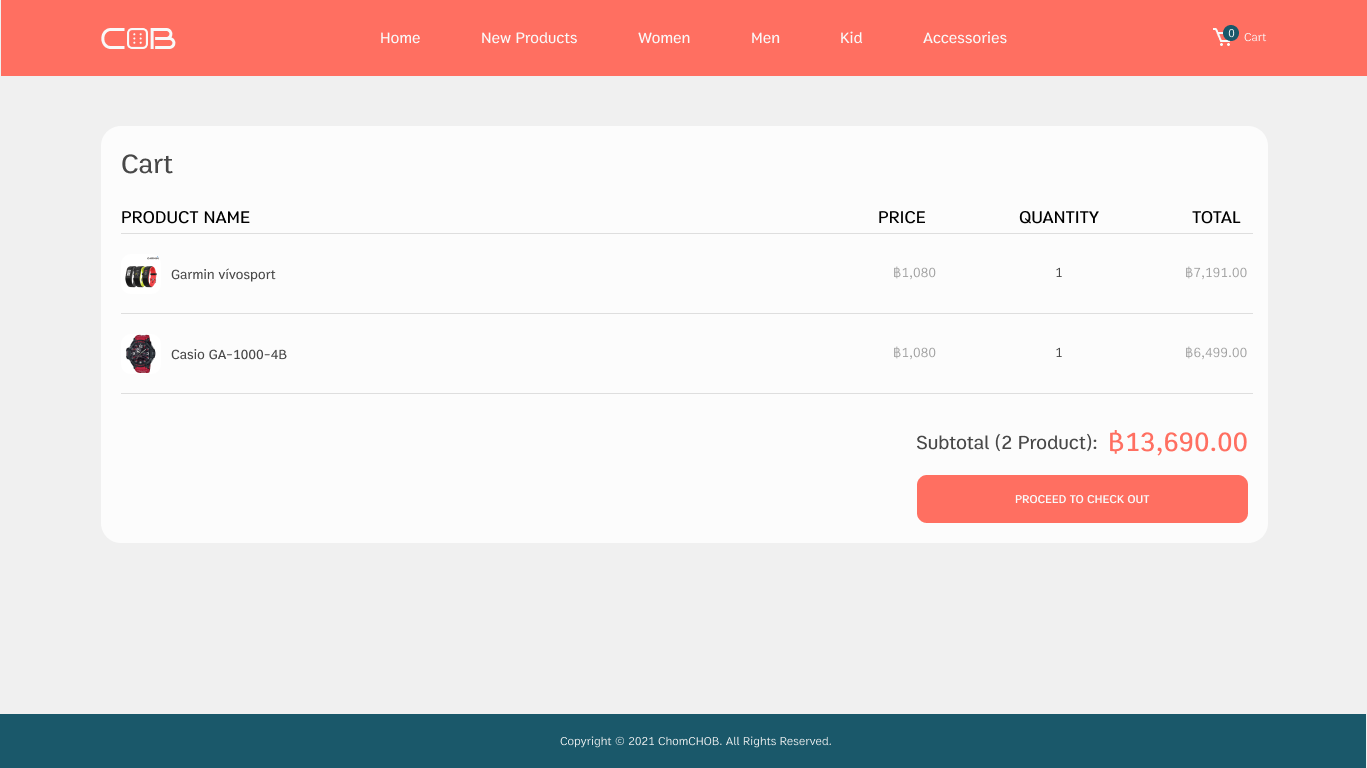 COB Home New Products Women Men Kid Accessories 0 Cart
Cart
PRODUCT NAME PRICE QUANTITY TOTAL
Garmin vívosport ฿1,080 1 ฿7,191.00
Casio GA-1000-4B ฿1,080 1 ฿6,499.00
Subtotal (2 Product): ฿13,690.00
PROCEED TO CHECK OUT
Copyright © 2021 ChomCHOB. All Rights Reserved.